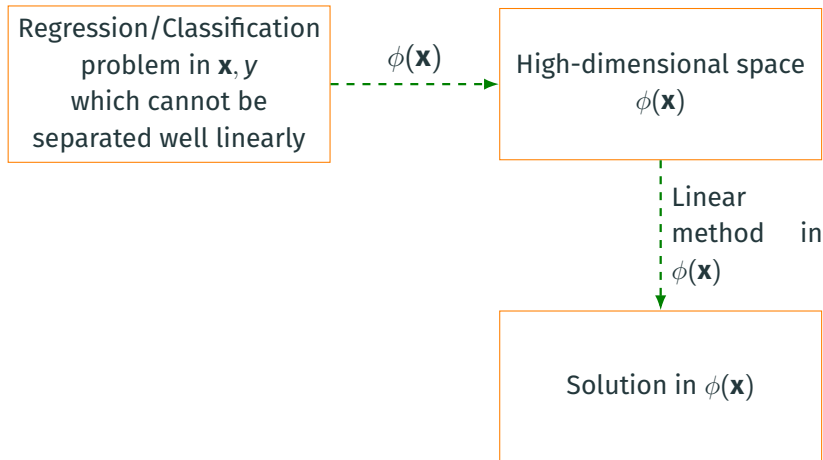 Regression/Classification
problem in x, y
which cannot be
separated well linearly
ϕ(x)
High-dimensional space
ϕ(x)
Linear
method in
ϕ(x)
Solution in ϕ(x)